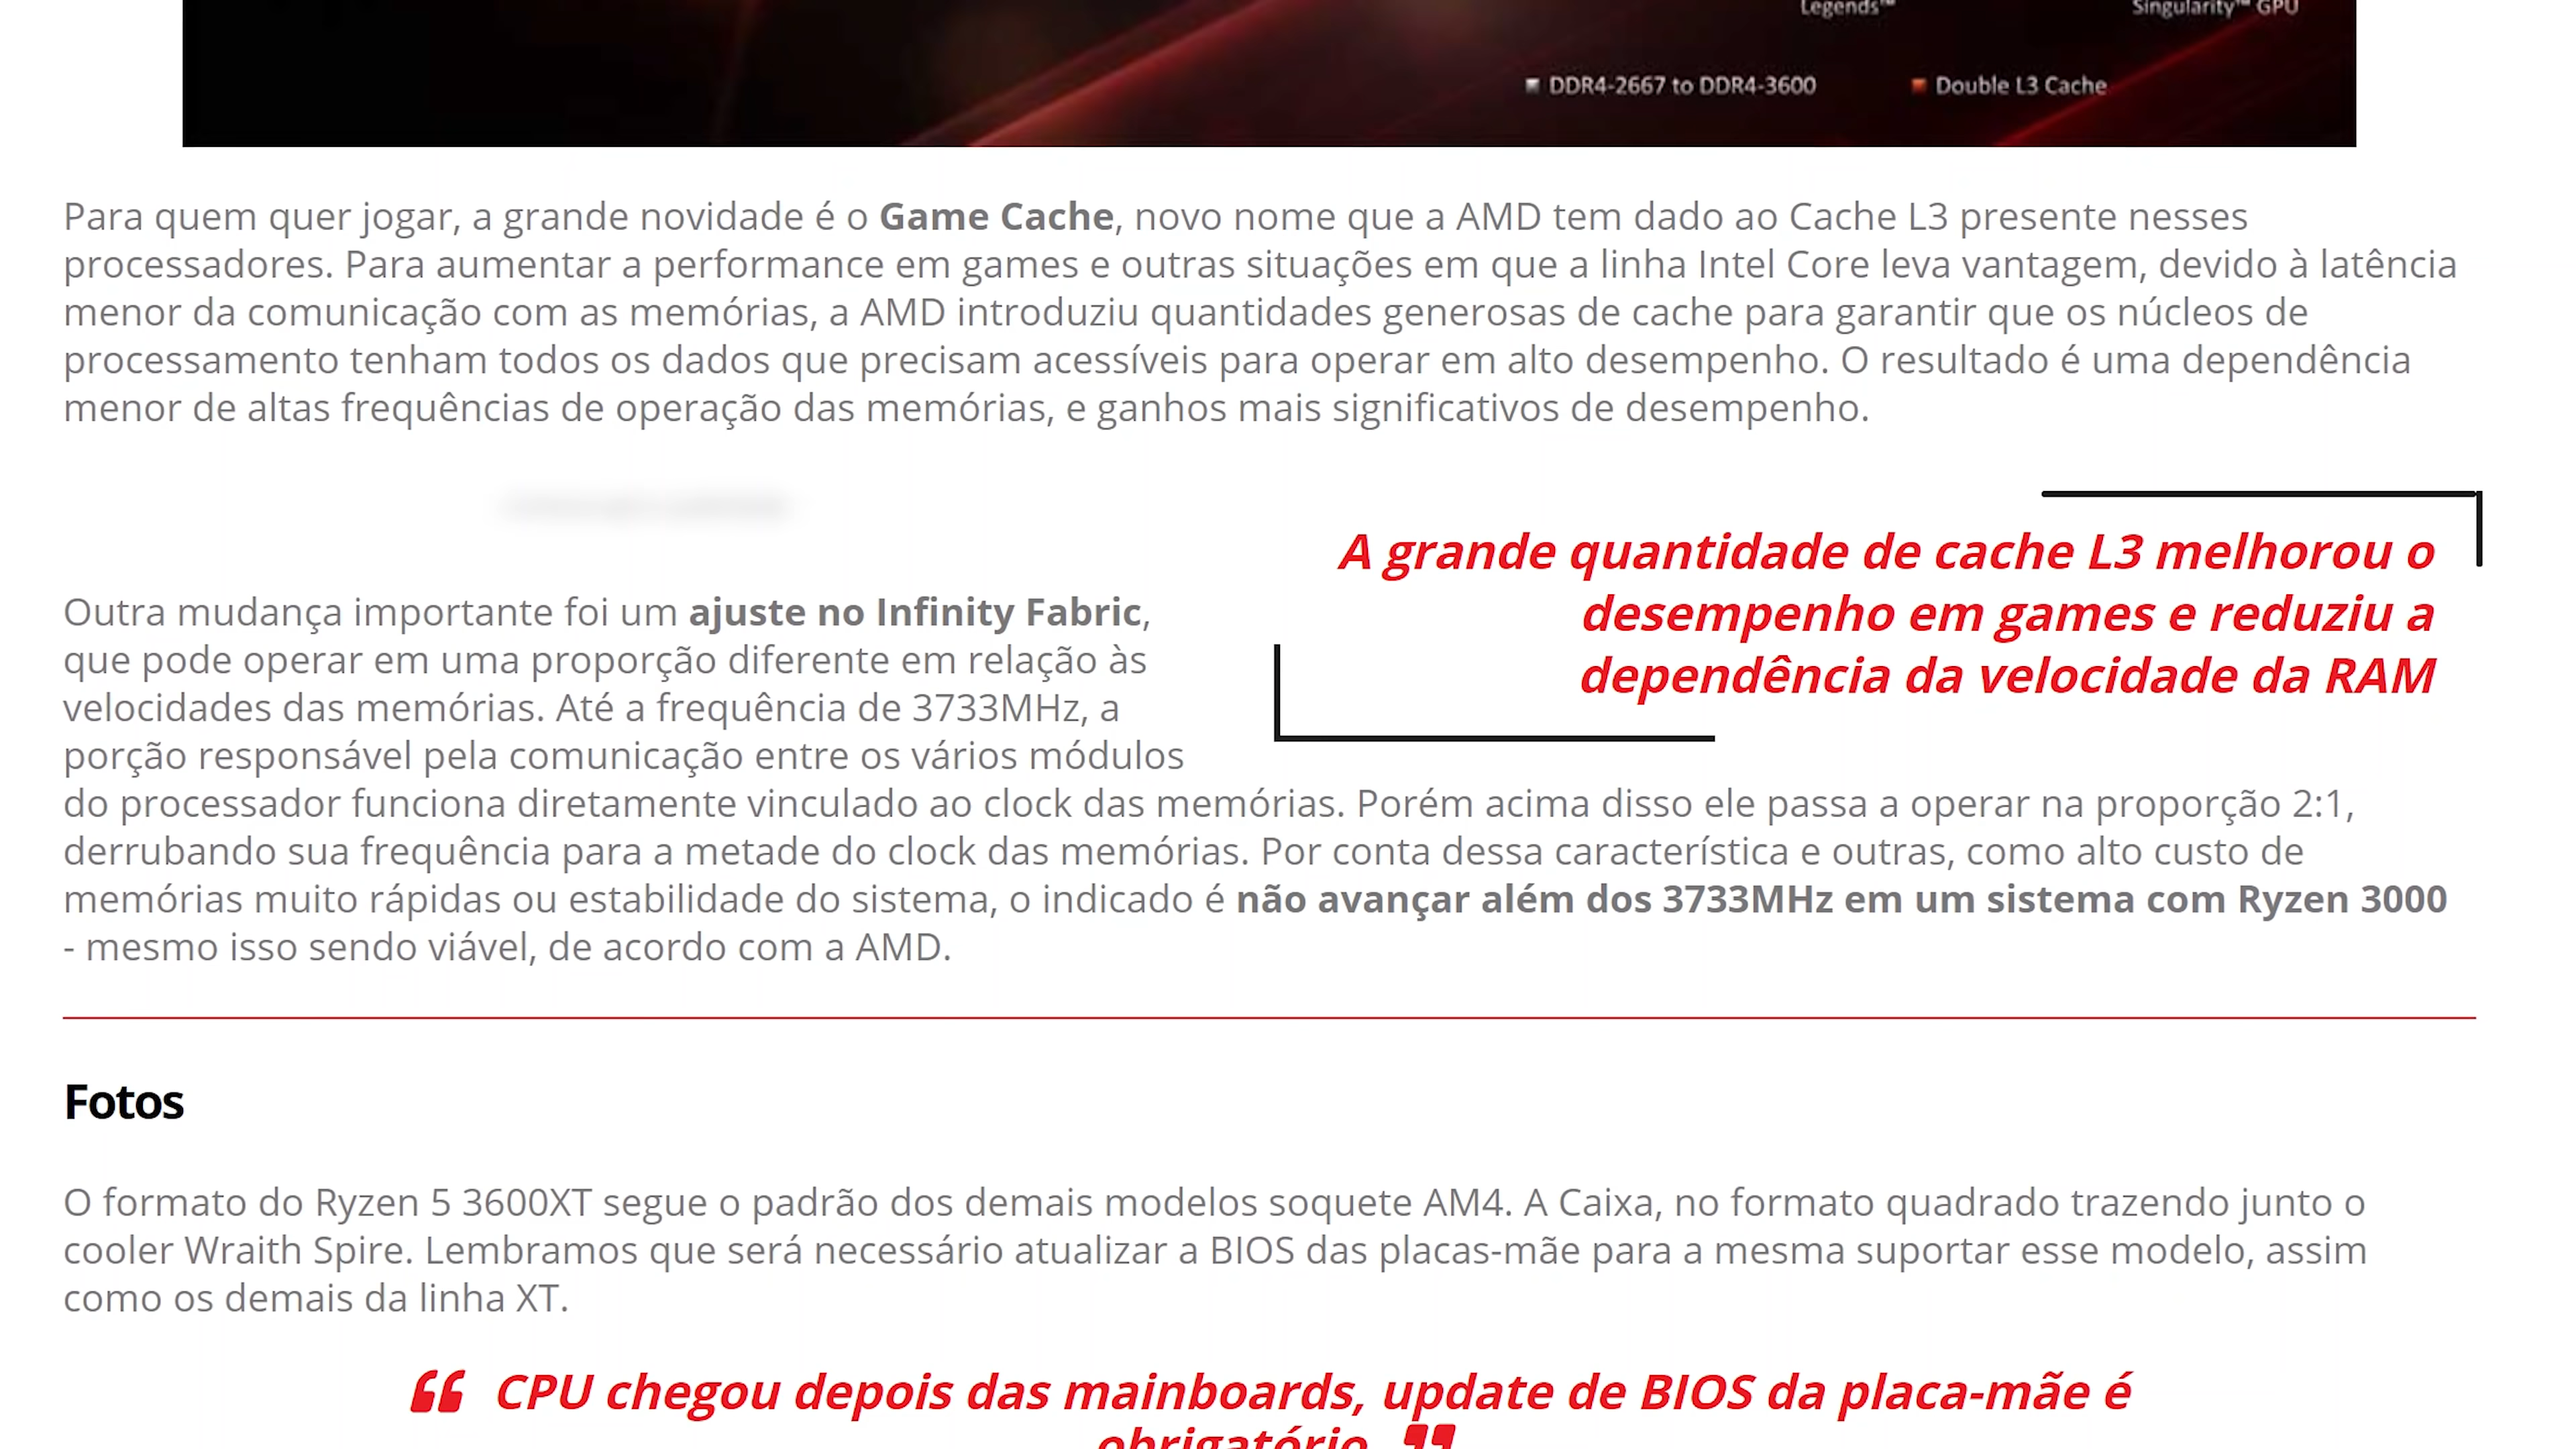 Legends™ Singularity™ GPU
DDR4-2667 to DDR4-3600 Double L3 Cache
Para quem quer jogar, a grande novidade é o Game Cache, novo nome que a AMD tem dado ao Cache L3 presente nesses
processadores. Para aumentar a performance em games e outras situações em que a linha Intel Core leva vantagem, devido à latência
menor da comunicação com as memórias, a AMD introduziu quantidades generosas de cache para garantir que os núcleos de
processamento tenham todos os dados que precisam acessíveis para operar em alto desempenho. O resultado é uma dependência
menor de altas frequências de operação das memórias, e ganhos mais significativos de desempenho.
A grande quantidade de cache L3 melhorou o
desempenho em games e reduziu a
dependência da velocidade da RAM
Outra mudança importante foi um ajuste no Infinity Fabric,
que pode operar em uma proporção diferente em relação às
velocidades das memórias. Até a frequência de 3733MHz, a
porção responsável pela comunicação entre os vários módulos
do processador funciona diretamente vinculado ao clock das memórias. Porém acima disso ele passa a operar na proporção 2:1,
derrubando sua frequência para a metade do clock das memórias. Por conta dessa característica e outras, como alto custo de
memórias muito rápidas ou estabilidade do sistema, o indicado é não avançar além dos 3733MHz em um sistema com Ryzen 3000
- mesmo isso sendo viável, de acordo com a AMD.
Fotos
O formato do Ryzen 5 3600XT segue o padrão dos demais modelos soquete AM4. A Caixa, no formato quadrado trazendo junto o
cooler Wraith Spire. Lembramos que será necessário atualizar a BIOS das placas-mãe para a mesma suportar esse modelo, assim
como os demais da linha XT.
“ CPU chegou depois das mainboards, update de BIOS da placa-mãe é
obrigatório ”